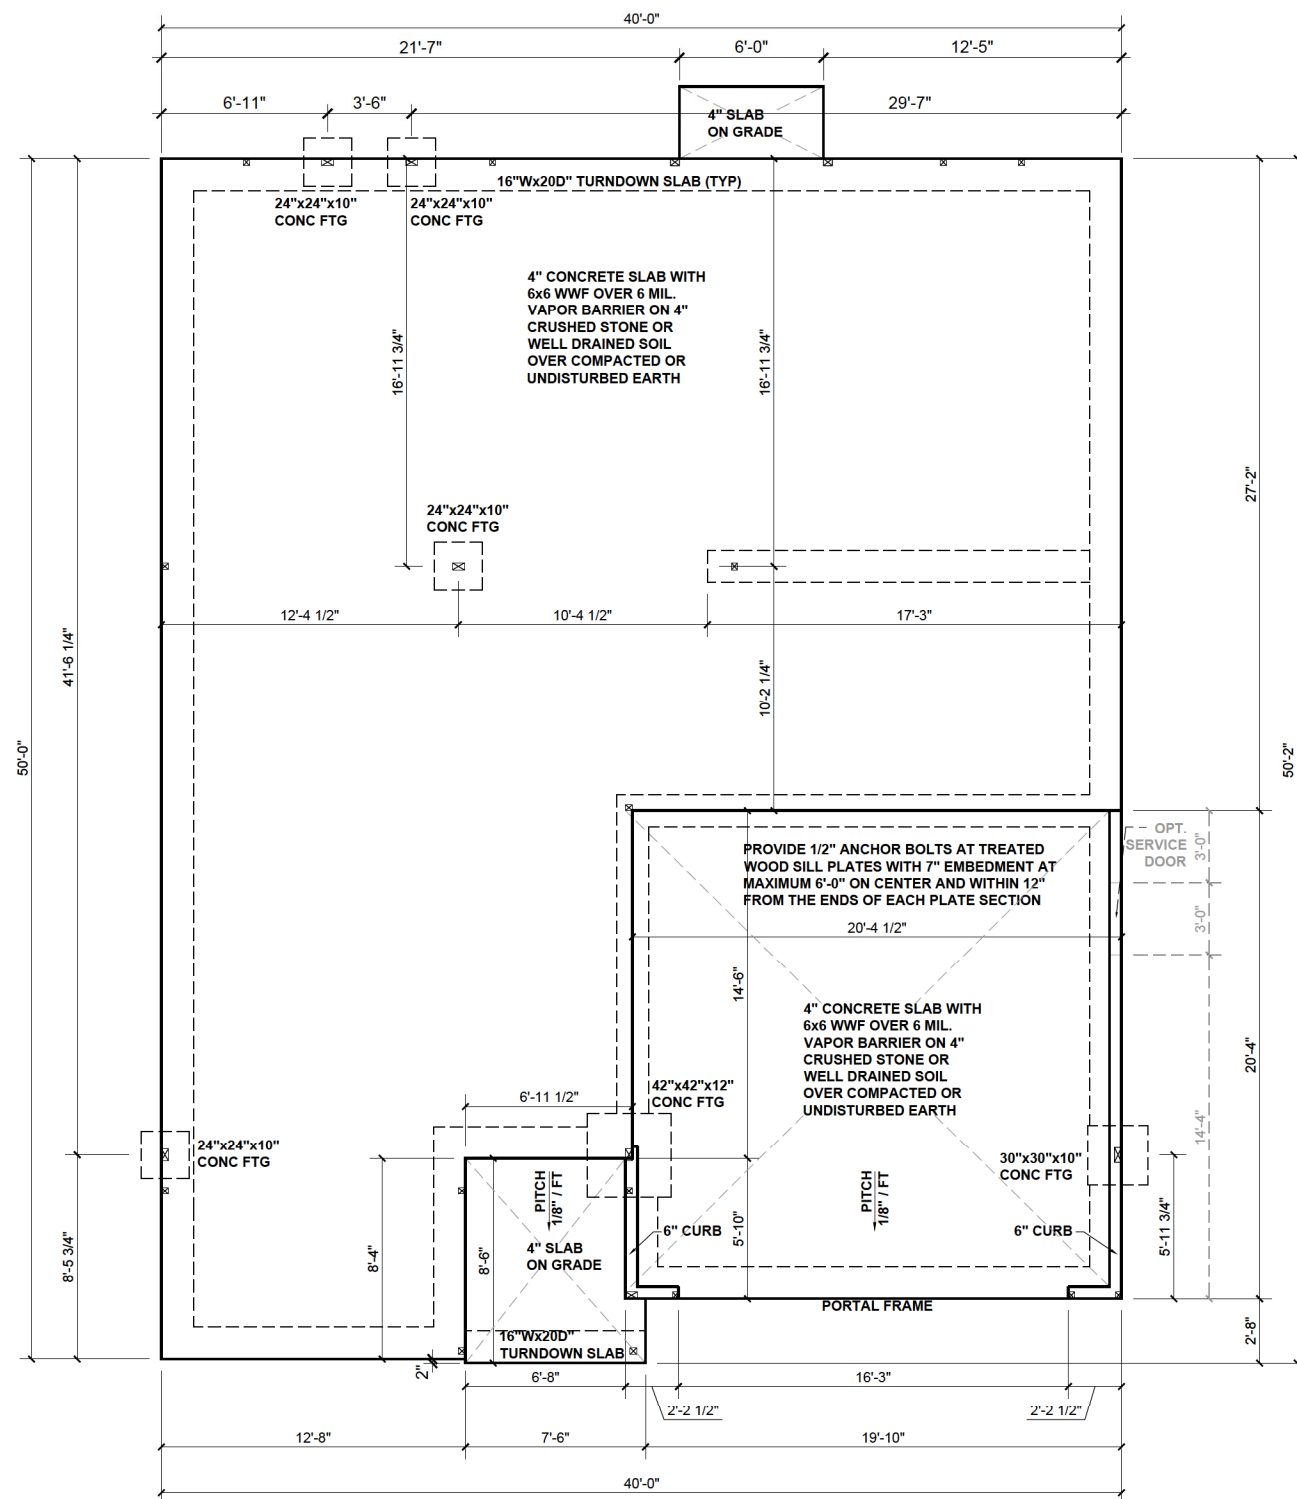 40'-0"
21'-7"
6'-0"
12'-5"
6'-11"
3'-6"
29'-7"
4" SLAB
ON GRADE
16"Wx20D" TURNDOWN SLAB (TYP)
24"x24"x10"
CONC FTG
24"x24"x10"
CONC FTG
4" CONCRETE SLAB WITH
6x6 WWF OVER 6 MIL.
VAPOR BARRIER ON 4"
CRUSHED STONE OR
WELL DRAINED SOIL
OVER COMPACTED OR
UNDISTURBED EARTH
16'-11 3/4"
16'-11 3/4"
27'-2"
24"x24"x10"
CONC FTG
12'-4 1/2"
10'-4 1/2"
17'-3"
41'-6 1/4"
10'-2 1/4"
50'-0"
50'-2"
OPT.
SERVICE
DOOR
3'-0"
PROVIDE 1/2" ANCHOR BOLTS AT TREATED
WOOD SILL PLATES WITH 7" EMBEDMENT AT
MAXIMUM 6'-0" ON CENTER AND WITHIN 12"
FROM THE ENDS OF EACH PLATE SECTION
3'-0"
20'-4 1/2"
14'-6"
4" CONCRETE SLAB WITH
6x6 WWF OVER 6 MIL.
VAPOR BARRIER ON 4"
CRUSHED STONE OR
WELL DRAINED SOIL
OVER COMPACTED OR
UNDISTURBED EARTH
20'-4"
14'-4"
42"x42"x12"
CONC FTG
6'-11 1/2"
24"x24"x10"
CONC FTG
30"x30"x10"
CONC FTG
PITCH
1/8" / FT
PITCH
1/8" / FT
6" CURB
6" CURB
5'-10"
5'-11 3/4"
8'-5 3/4"
8'-4"
8'-6"
4" SLAB
ON GRADE
PORTAL FRAME
2'-8"
16"Wx20D"
TURNDOWN SLAB
2"
6'-8"
16'-3"
2'-2 1/2"
2'-2 1/2"
12'-8"
7'-6"
19'-10"
40'-0"